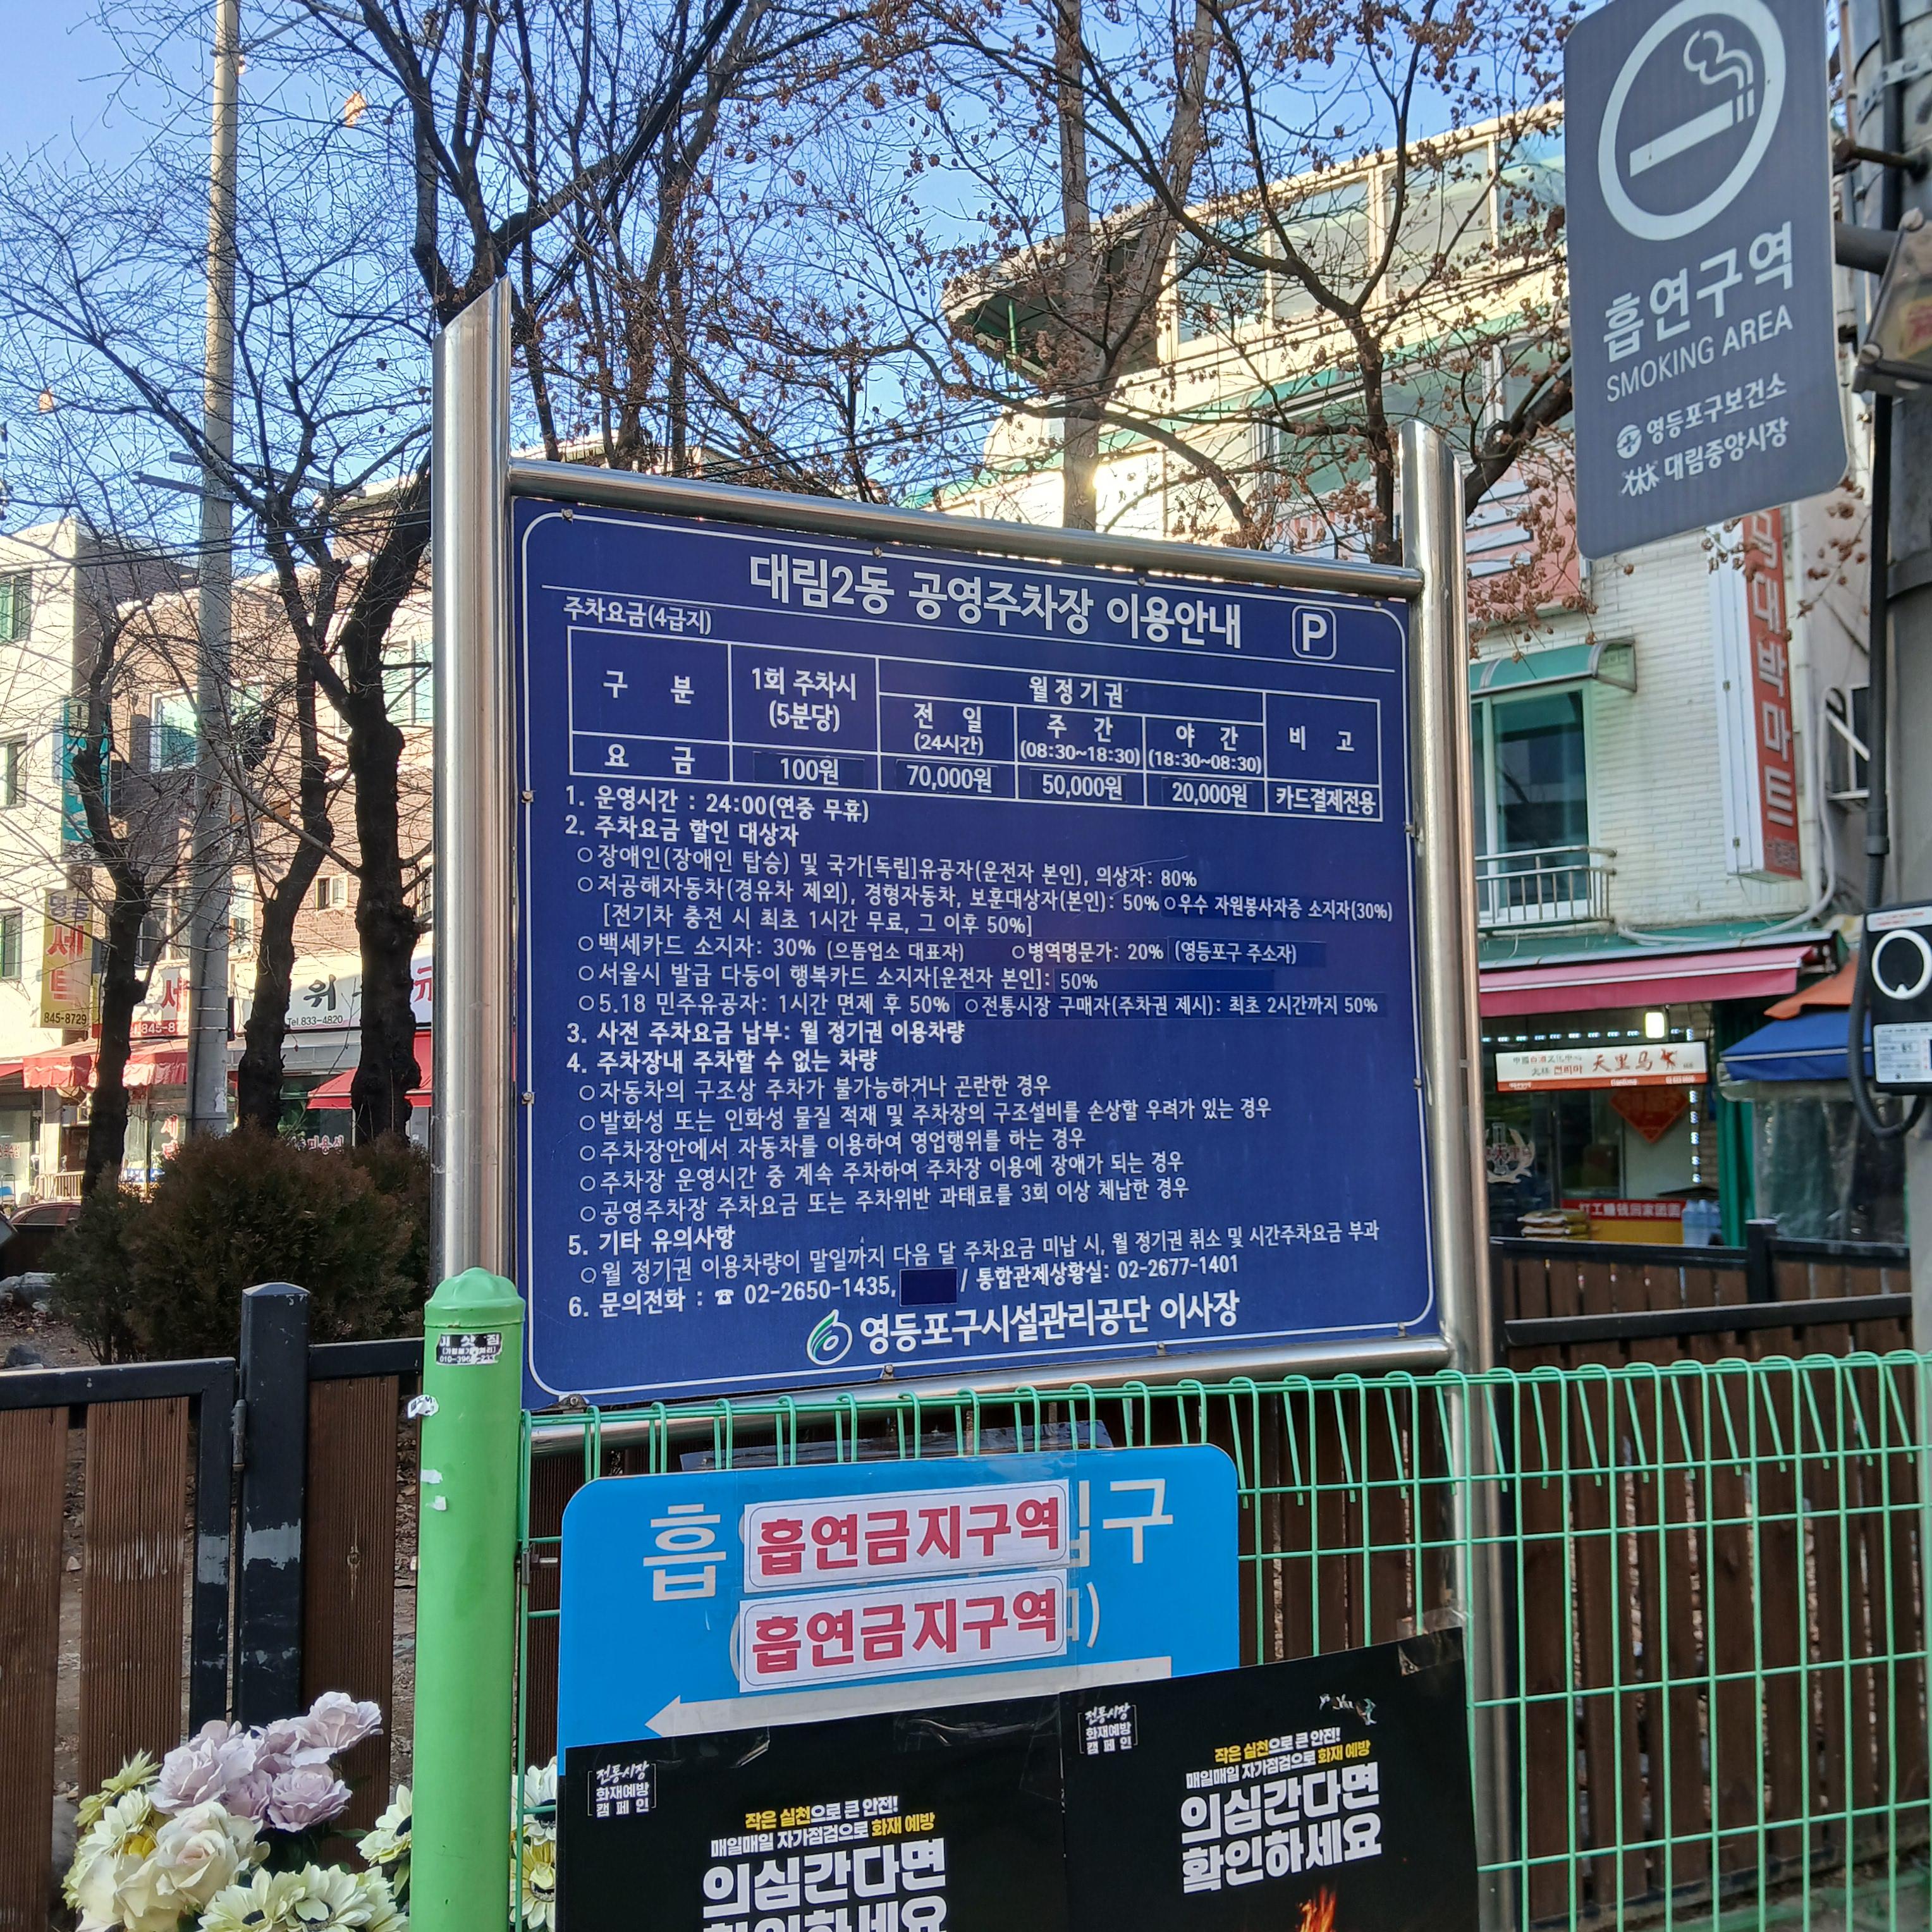 흡연구역
SMOKING AREA
영등포구보건소
대림중앙시장
대림2동 공영주차장 이용안내 P
주차요금(4급지)
구 분 1회 주차시 (5분당) 월정기권 비 고
전 일 (24시간) 주 간 (08:30~18:30) 야 간 (18:30~08:30)
요 금 100원 70,000원 50,000원 20,000원 카드결제전용
1. 운영시간 : 24:00(연중 무휴)
2. 주차요금 할인 대상자
○장애인(장애인 탑승) 및 국가[독립]유공자(운전자 본인), 의상자: 80%
○저공해자동차(경유차 제외), 경형자동차, 보훈대상자(본인): 50% ○우수 자원봉사자증 소지자(30%)
[전기차 충전 시 최초 1시간 무료, 그 이후 50%]
○백세카드 소지자: 30% (으뜸업소 대표자) ○병역명문가: 20% (영등포구 주소자)
○서울시 발급 다둥이 행복카드 소지자[운전자 본인]: 50%
○5.18 민주유공자: 1시간 면제 후 50% ○전통시장 구매자(주차권 제시): 최초 2시간까지 50%
3. 사전 주차요금 납부: 월 정기권 이용차량
4. 주차장내 주차할 수 없는 차량
○자동차의 구조상 주차가 불가능하거나 곤란한 경우
○발화성 또는 인화성 물질 적재 및 주차장의 구조설비를 손상할 우려가 있는 경우
○주차장안에서 자동차를 이용하여 영업행위를 하는 경우
○주차장 운영시간 중 계속 주차하여 주차장 이용에 장애가 되는 경우
○공영주차장 주차요금 또는 주차위반 과태료를 3회 이상 체납한 경우
5. 기타 유의사항
○월 정기권 이용차량이 말일까지 다음 달 주차요금 미납 시, 월 정기권 취소 및 시간주차요금 부과
6. 문의전화 : ☎ 02-2650-1435, / 통합관제상황실: 02-2677-1401
영등포구시설관리공단 이사장
845-8729
Tel.833-4820
천리마 天里马
흡 구
흡연금지구역
흡연금지구역
전통시장
화재예방
캠페인
작은 실천으로 큰 안전!
매일매일 자가점검으로 화재 예방
의심간다면
확인하세요
전통시장
화재예방
캠페인
작은 실천으로 큰 안전!
매일매일 자가점검으로 화재 예방
의심간다면
확인하세요